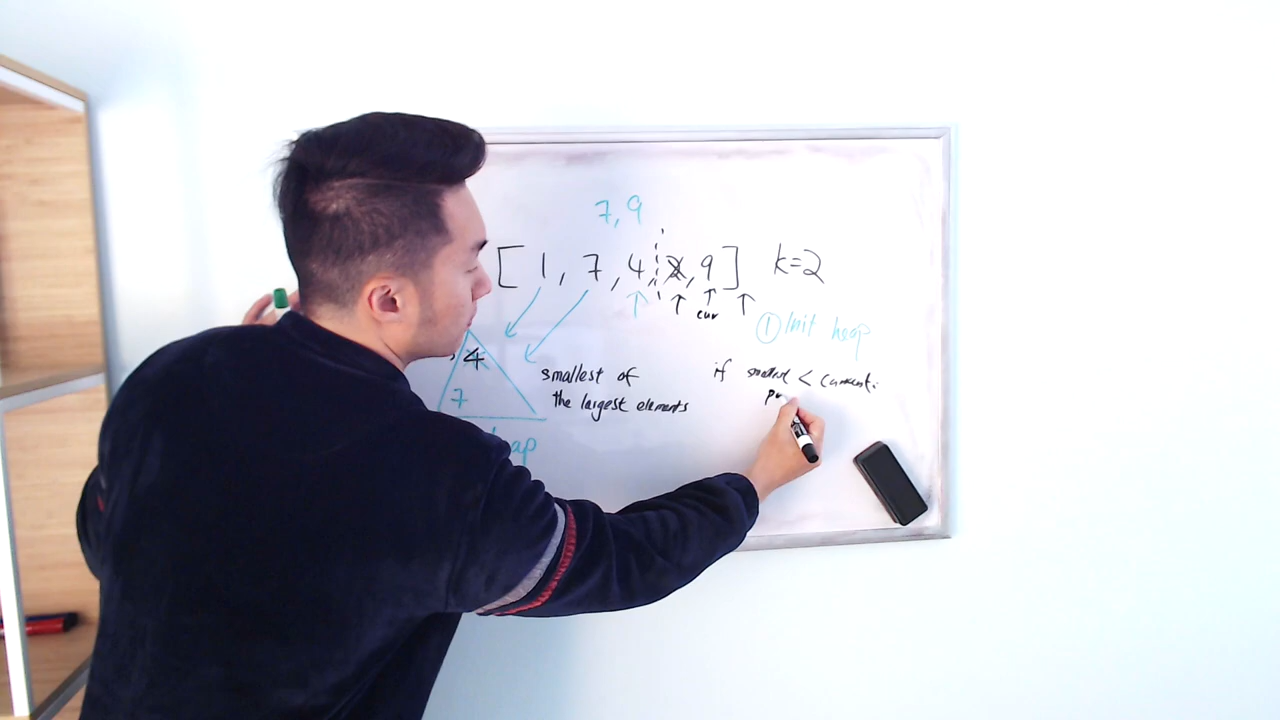 7, 9
[ 1, 7, 4, 2, 9 ] k=2
cur
① Init heap
4
7
smallest of
the largest elements
if smallest < current: